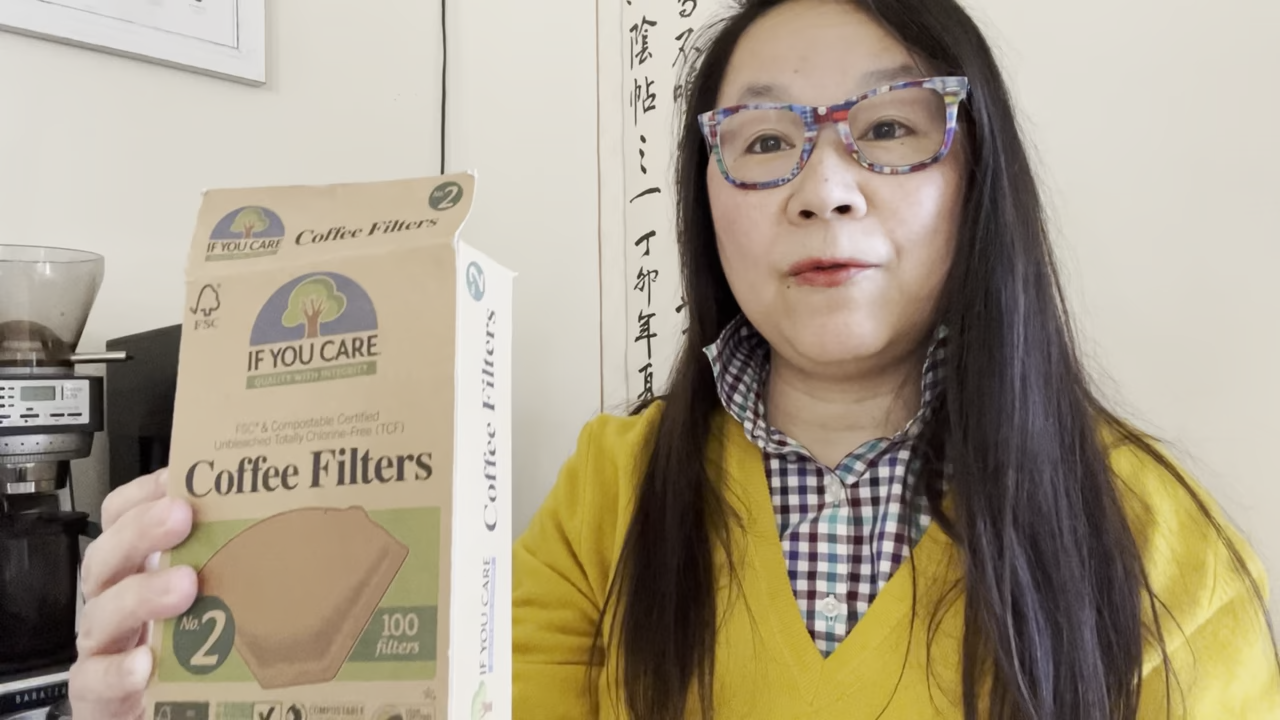 No. 2
IF YOU CARE
Coffee Filters
FSC
IF YOU CARE
QUALITY WITH INTEGRITY
FSC® & Compostable Certified
Unbleached Totally Chlorine-Free (TCF)
Coffee Filters
No. 2
100
filters
COMPOSTABLE
2
Coffee Filters
IF YOU CARE
陰帖三一丁卯年夏
不